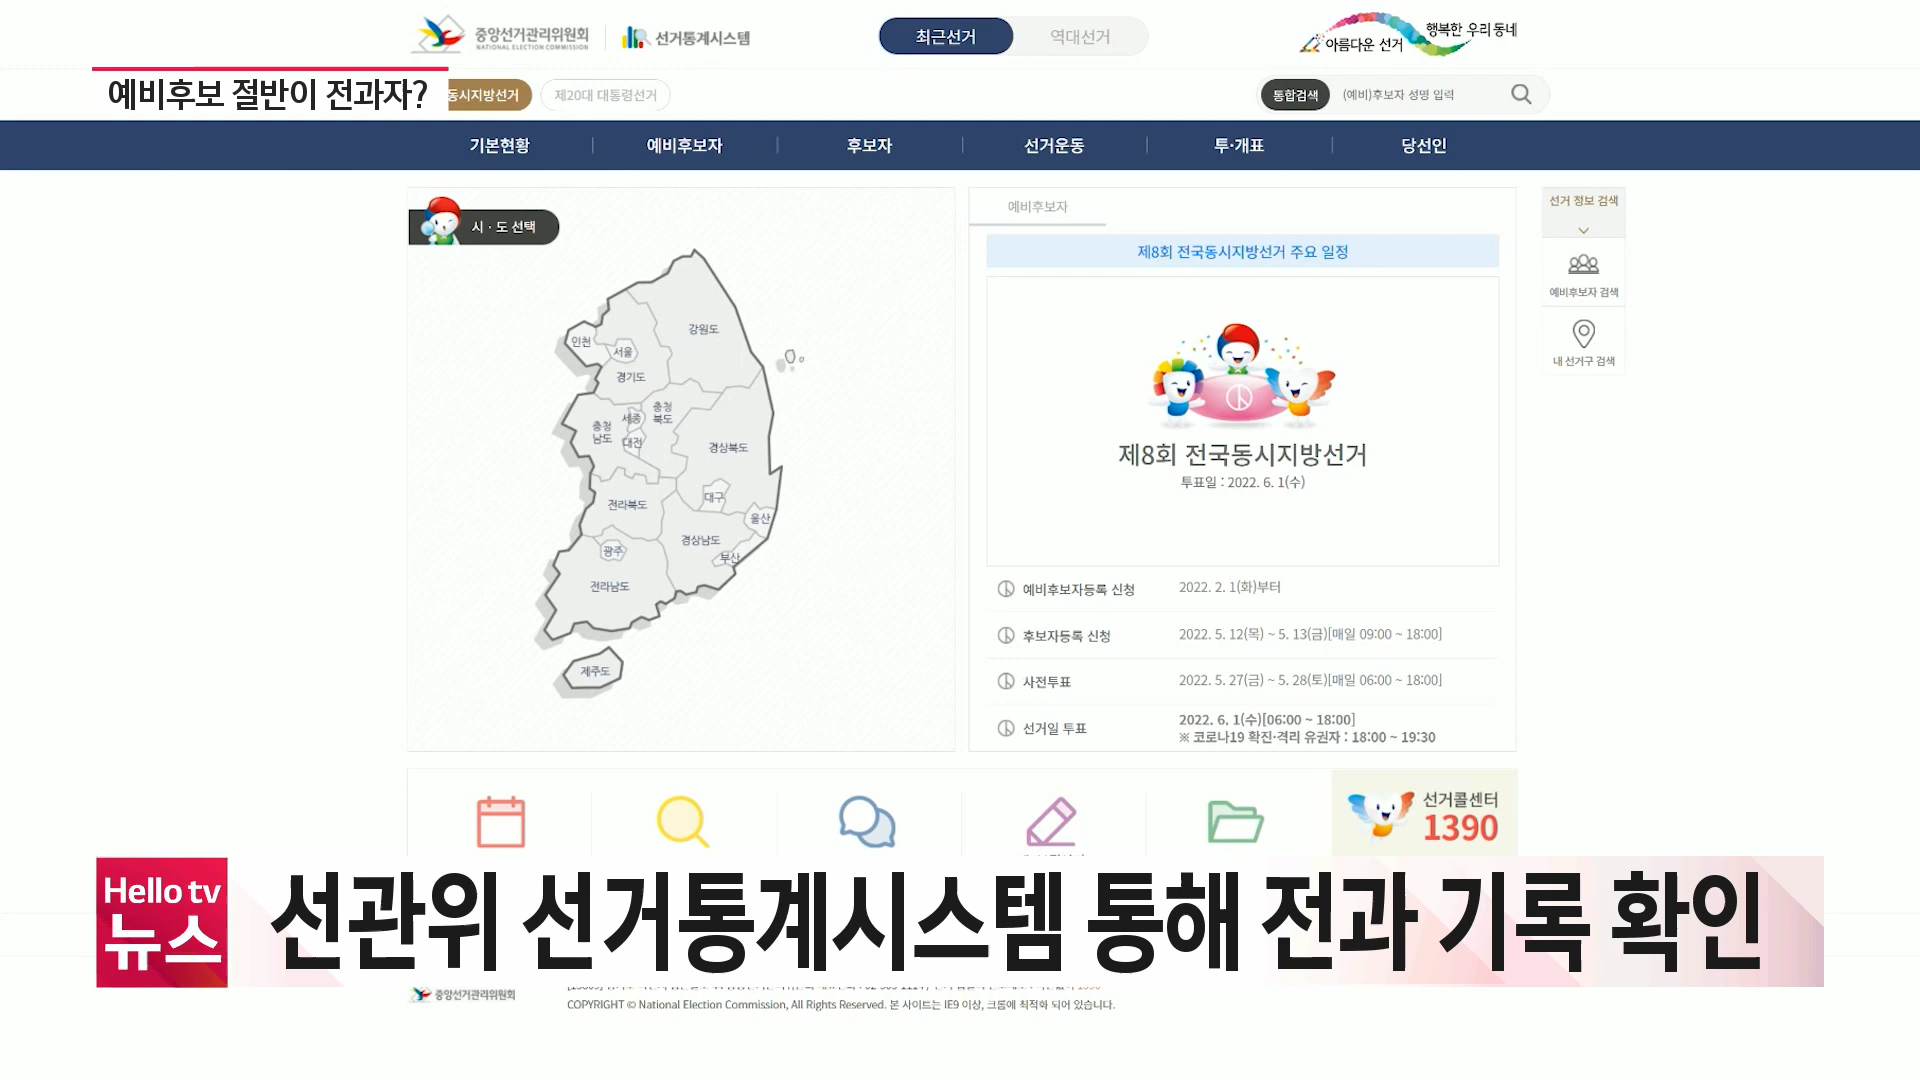 중앙선거관리위원회
NATIONAL ELECTION COMMISSION
선거통계시스템
최근선거
역대선거
아름다운 선거
행복한 우리동네
예비후보 절반이 전과자?
동시지방선거
제20대 대통령선거
통합검색
(예비)후보자 성명 입력
기본현황
예비후보자
후보자
선거운동
투·개표
당선인
시 · 도 선택
강원도
인천
서울
경기도
충청
북도
세종
충청
남도
대전
경상북도
대구
전라북도
울산
경상남도
광주
부산
전라남도
제주도
예비후보자
제8회 전국동시지방선거 주요 일정
제8회 전국동시지방선거
투표일 : 2022. 6. 1(수)
예비후보자등록 신청
2022. 2. 1(화)부터
후보자등록 신청
2022. 5. 12(목) ~ 5. 13(금)[매일 09:00 ~ 18:00]
사전투표
2022. 5. 27(금) ~ 5. 28(토)[매일 06:00 ~ 18:00]
선거일 투표
2022. 6. 1(수)[06:00 ~ 18:00]
※ 코로나19 확진·격리 유권자 : 18:00 ~ 19:30
선거 정보 검색
예비후보자 검색
내 선거구 검색
선거콜센터
1390
Hello tv
뉴스
선관위 선거통계시스템 통해 전과 기록 확인
중앙선거관리위원회
COPYRIGHT © National Election Commission, All Rights Reserved. 본 사이트는 IE9 이상, 크롬에 최적화 되어 있습니다.